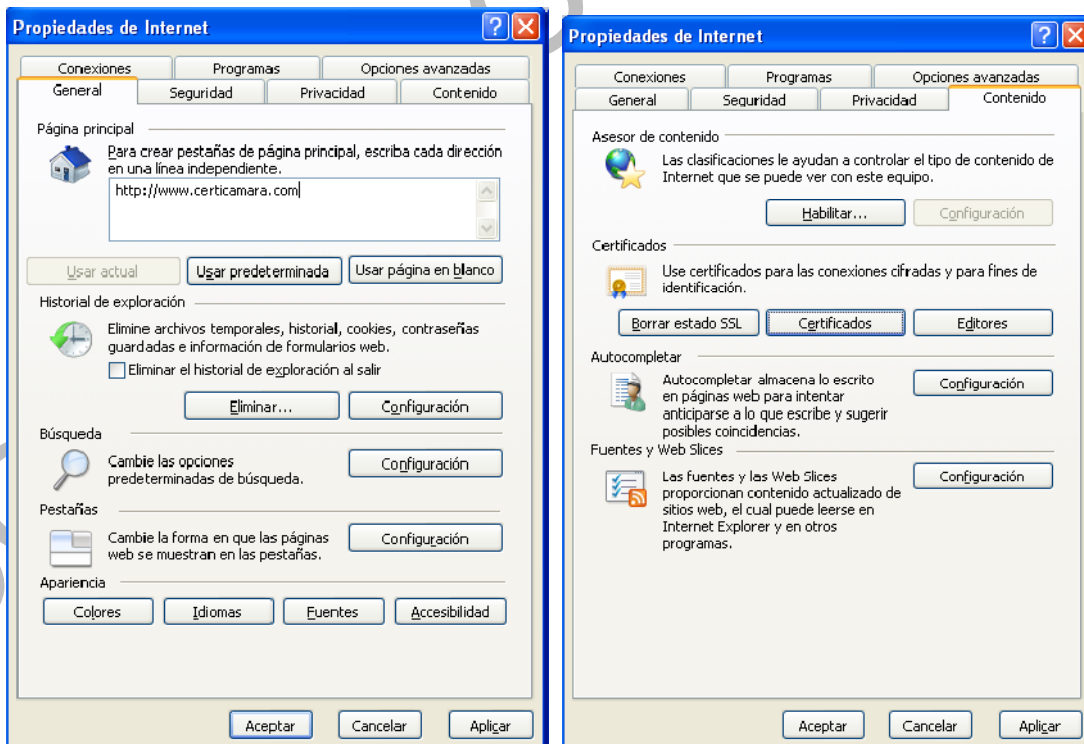 Propiedades de Internet
Conexiones Programas Opciones avanzadas
General Seguridad Privacidad Contenido
Página principal
Para crear pestañas de página principal, escriba cada dirección
en una línea independiente.
http://www.certicamara.com
Usar actual Usar predeterminada Usar página en blanco
Historial de exploración
Elimine archivos temporales, historial, cookies, contraseñas
guardadas e información de formularios web.
Eliminar el historial de exploración al salir
Eliminar... Configuración
Búsqueda
Cambie las opciones
predeterminadas de búsqueda.
Configuración
Pestañas
Cambie la forma en que las páginas
web se muestran en las pestañas.
Configuración
Apariencia
Colores Idiomas Fuentes Accesibilidad
Aceptar Cancelar Aplicar
Propiedades de Internet
Conexiones Programas Opciones avanzadas
General Seguridad Privacidad Contenido
Asesor de contenido
Las clasificaciones le ayudan a controlar el tipo de contenido de
Internet que se puede ver con este equipo.
Habilitar... Configuración
Certificados
Use certificados para las conexiones cifradas y para fines de
identificación.
Borrar estado SSL Certificados Editores
Autocompletar
Autocompletar almacena lo escrito
en páginas web para intentar
anticiparse a lo que escribe y sugerir
posibles coincidencias.
Configuración
Fuentes y Web Slices
Las fuentes y las Web Slices
proporcionan contenido actualizado de
sitios web, el cual puede leerse en
Internet Explorer y en otros
programas.
Configuración
Aceptar Cancelar Aplicar